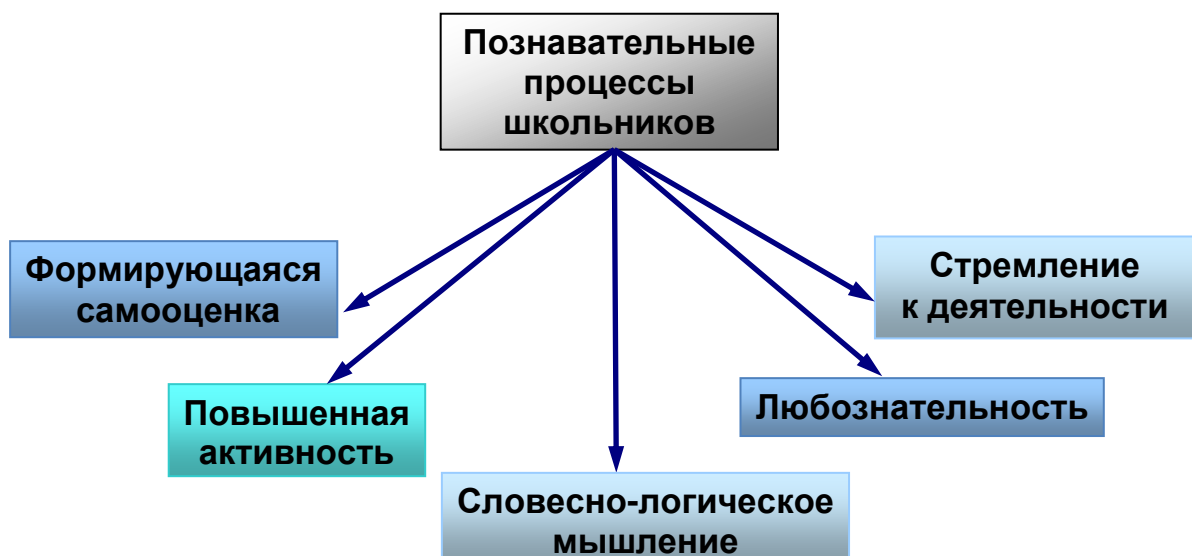 Познавательные
процессы
школьников
Формирующаяся
самооценка
Стремление
к деятельности
Повышенная
активность
Любознательность
Словесно-логическое
мышление